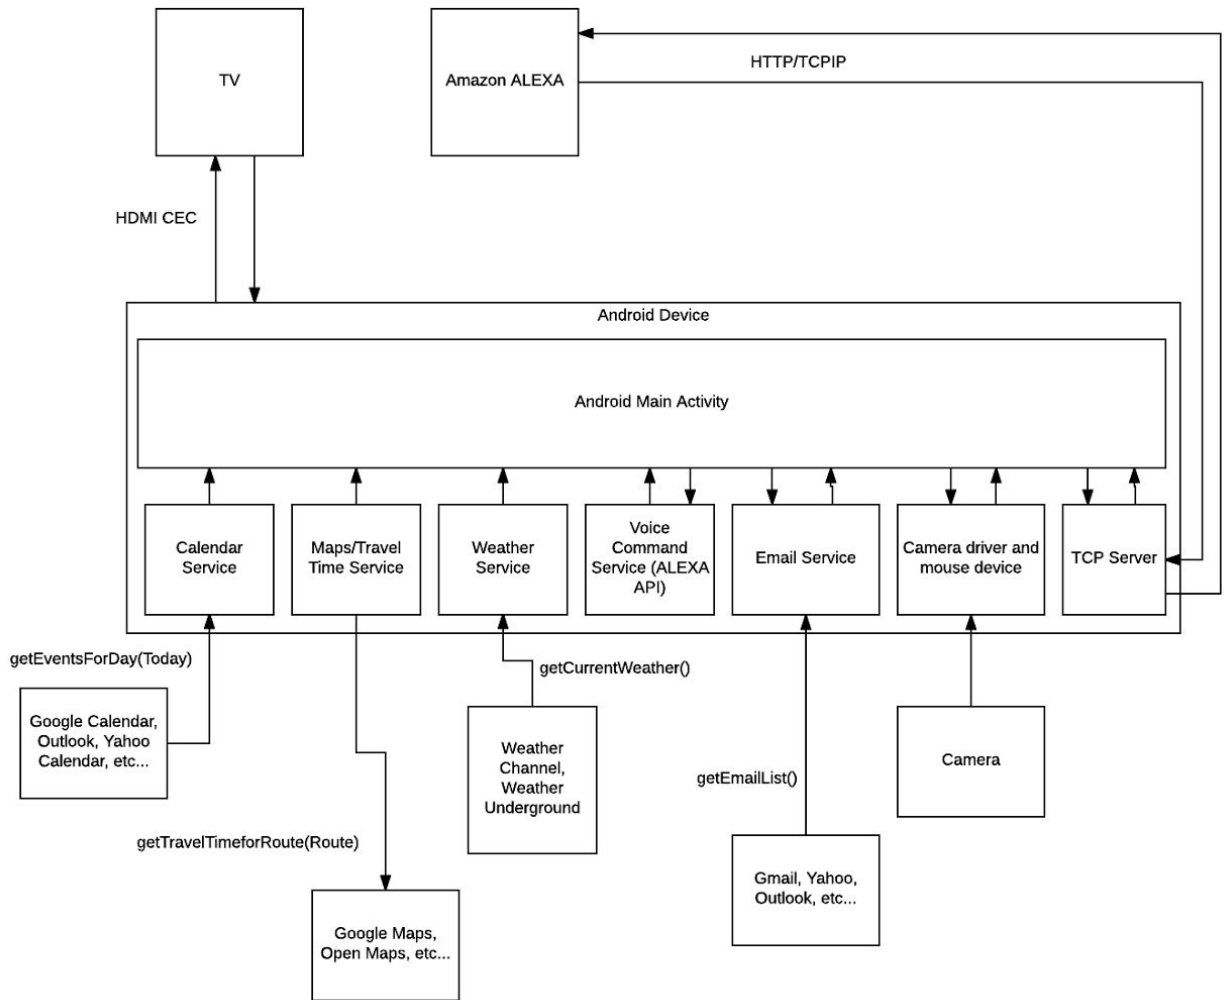 TV
Amazon ALEXA
HTTP/TCPIP
HDMI CEC
Android Device
Android Main Activity
Calendar
Service
Maps/Travel
Time Service
Weather
Service
Voice
Command
Service (ALEXA
API)
Email Service
Camera driver and
mouse device
TCP Server
getEventsForDay(Today)
Google Calendar,
Outlook, Yahoo
Calendar, etc...
getTravelTimeforRoute(Route)
Google Maps,
Open Maps, etc...
getCurrentWeather()
Weather
Channel,
Weather
Underground
getEmailList()
Gmail, Yahoo,
Outlook, etc...
Camera